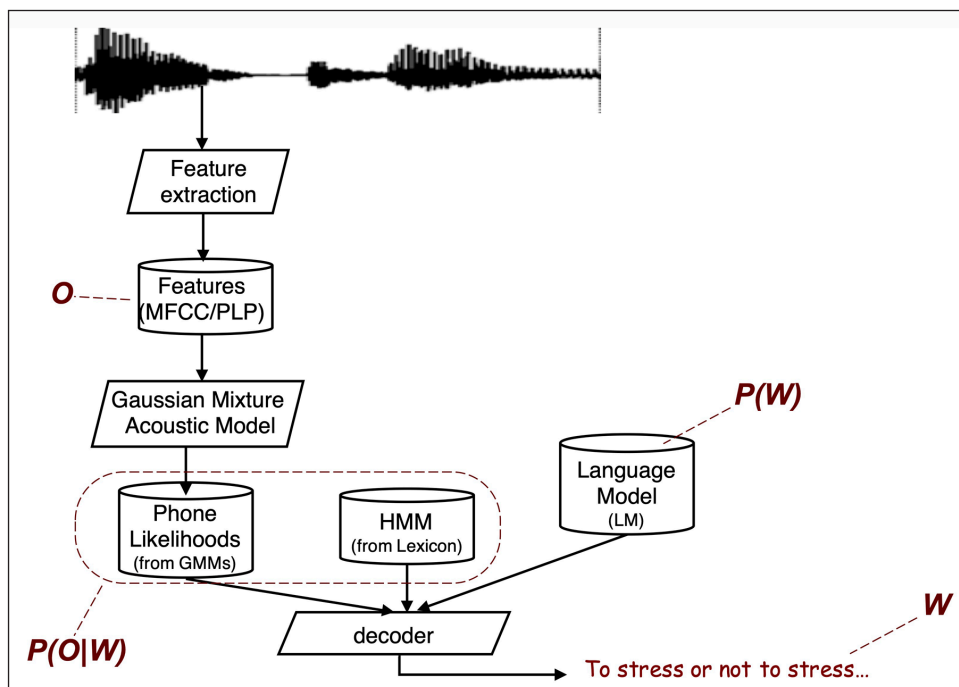 Feature
extraction
O
Features
(MFCC/PLP)
Gaussian Mixture
Acoustic Model
P(W)
Language
Model
(LM)
Phone
Likelihoods
(from GMMs)
HMM
(from Lexicon)
P(O|W)
decoder
W
To stress or not to stress...